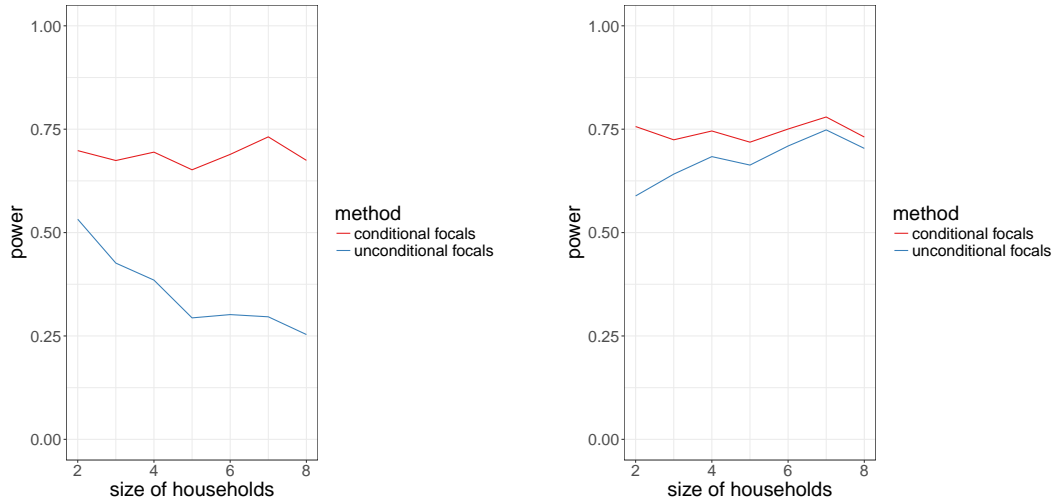 1.00
0.75
0.50
0.25
0.00
power
2 4 6 8
size of households
method
conditional focals
unconditional focals
1.00
0.75
0.50
0.25
0.00
power
2 4 6 8
size of households
method
conditional focals
unconditional focals